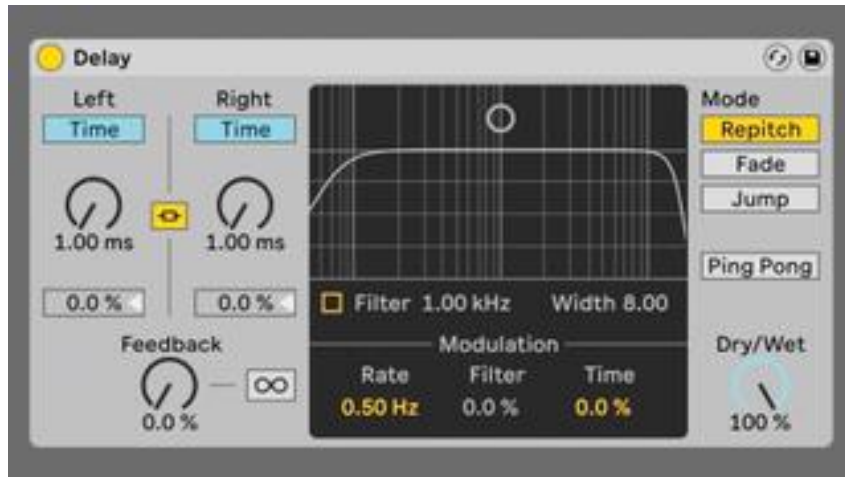 Delay
Left Right
Time Time
1.00 ms 1.00 ms
0.0 % 0.0 %
Feedback
0.0 %
Filter 1.00 kHz Width 8.00
Modulation
Rate Filter Time
0.50 Hz 0.0 % 0.0 %
Mode
Repitch
Fade
Jump
Ping Pong
Dry/Wet
100 %